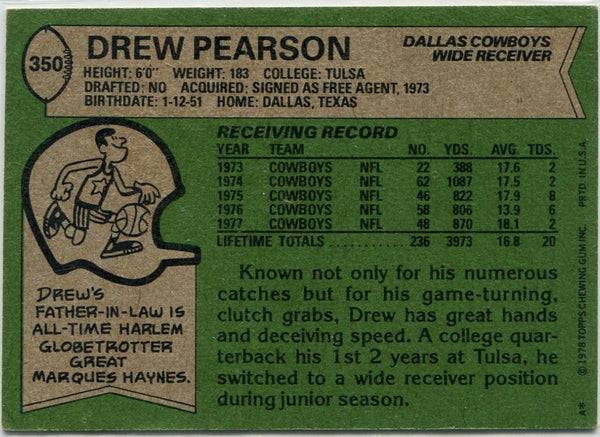 350
DREW PEARSON
DALLAS COWBOYS
WIDE RECEIVER
HEIGHT: 6'0" WEIGHT: 183 COLLEGE: TULSA
DRAFTED: NO ACQUIRED: SIGNED AS FREE AGENT, 1973
BIRTHDATE: 1-12-51 HOME: DALLAS, TEXAS
RECEIVING RECORD
YEAR TEAM NO. YDS. AVG. TDS.
1973 COWBOYS NFL 22 388 17.6 2
1974 COWBOYS NFL 62 1087 17.5 2
1975 COWBOYS NFL 46 822 17.9 8
1976 COWBOYS NFL 58 806 13.9 6
1977 COWBOYS NFL 48 870 18.1 2
LIFETIME TOTALS .......... 236 3973 16.8 20
Known not only for his numerous
catches but for his game-turning,
clutch grabs, Drew has great hands
and deceiving speed. A college quar-
terback his 1st 2 years at Tulsa, he
switched to a wide receiver position
during junior season.
DREW'S
FATHER-IN-LAW IS
ALL-TIME HARLEM
GLOBETROTTER
GREAT
MARQUES HAYNES.
A* © 1978 TOPPS CHEWING GUM INC. PRTD. IN U.S.A.